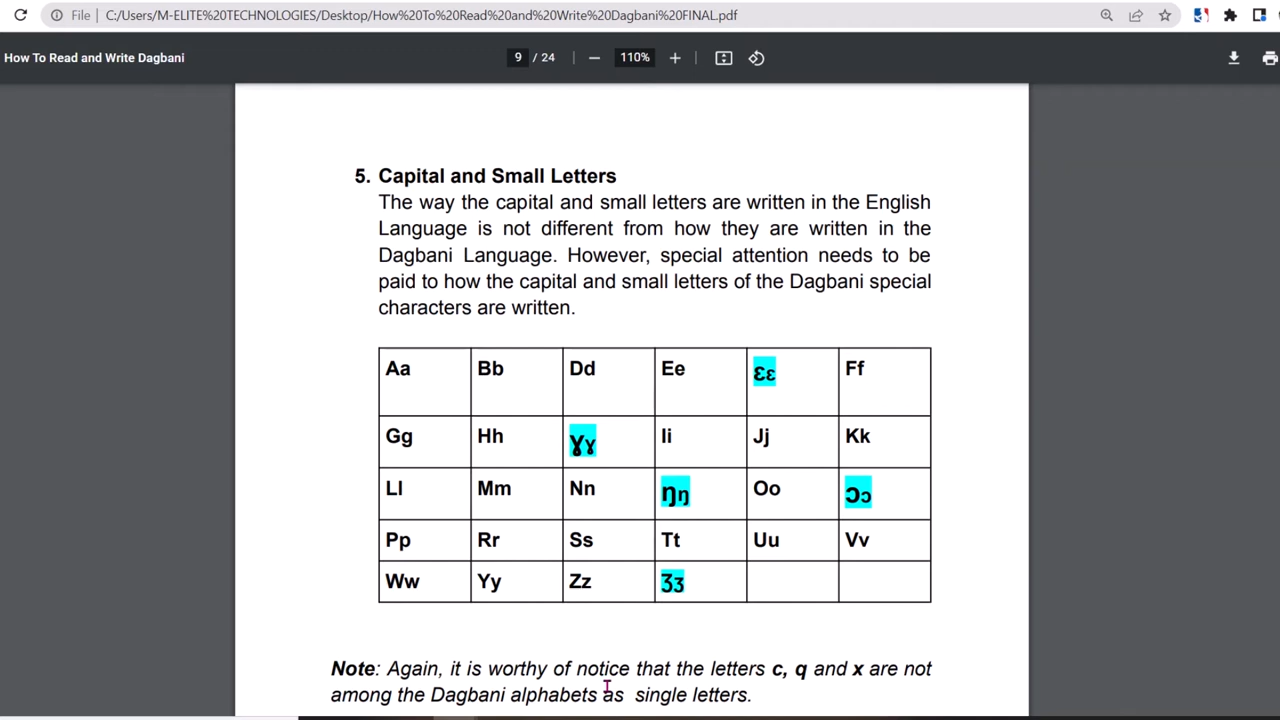 File | C:/Users/M-ELITE%20TECHNOLOGIES/Desktop/How%20To%20Read%20and%20Write%20Dagbani%20FINAL.pdf
How To Read and Write Dagbani 9 / 24 110%
5. Capital and Small Letters
The way the capital and small letters are written in the English
Language is not different from how they are written in the
Dagbani Language. However, special attention needs to be
paid to how the capital and small letters of the Dagbani special
characters are written.
Aa Bb Dd Ee Ɛɛ Ff
Gg Hh Ɣɣ Ii Jj Kk
Ll Mm Nn Ŋŋ Oo Ɔɔ
Pp Rr Ss Tt Uu Vv
Ww Yy Zz Ʒʒ
Note: Again, it is worthy of notice that the letters c, q and x are not
among the Dagbani alphabets as single letters.